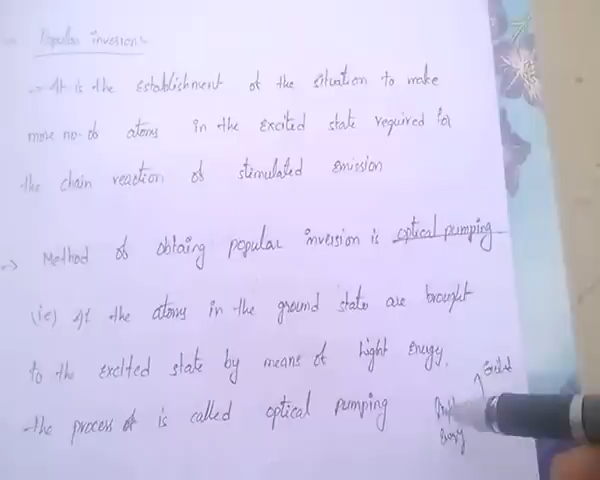 Popular inversion
→ It is the establishment of the situation to make
more no. of atoms in the excited state required for
the chain reaction of stimulated emission
→ Method of obtaing popular inversion is optical pumping
(ie) If the atoms in the ground state are brought
to the excited state by means of light energy.
the process of is called optical pumping
Excited
Energy